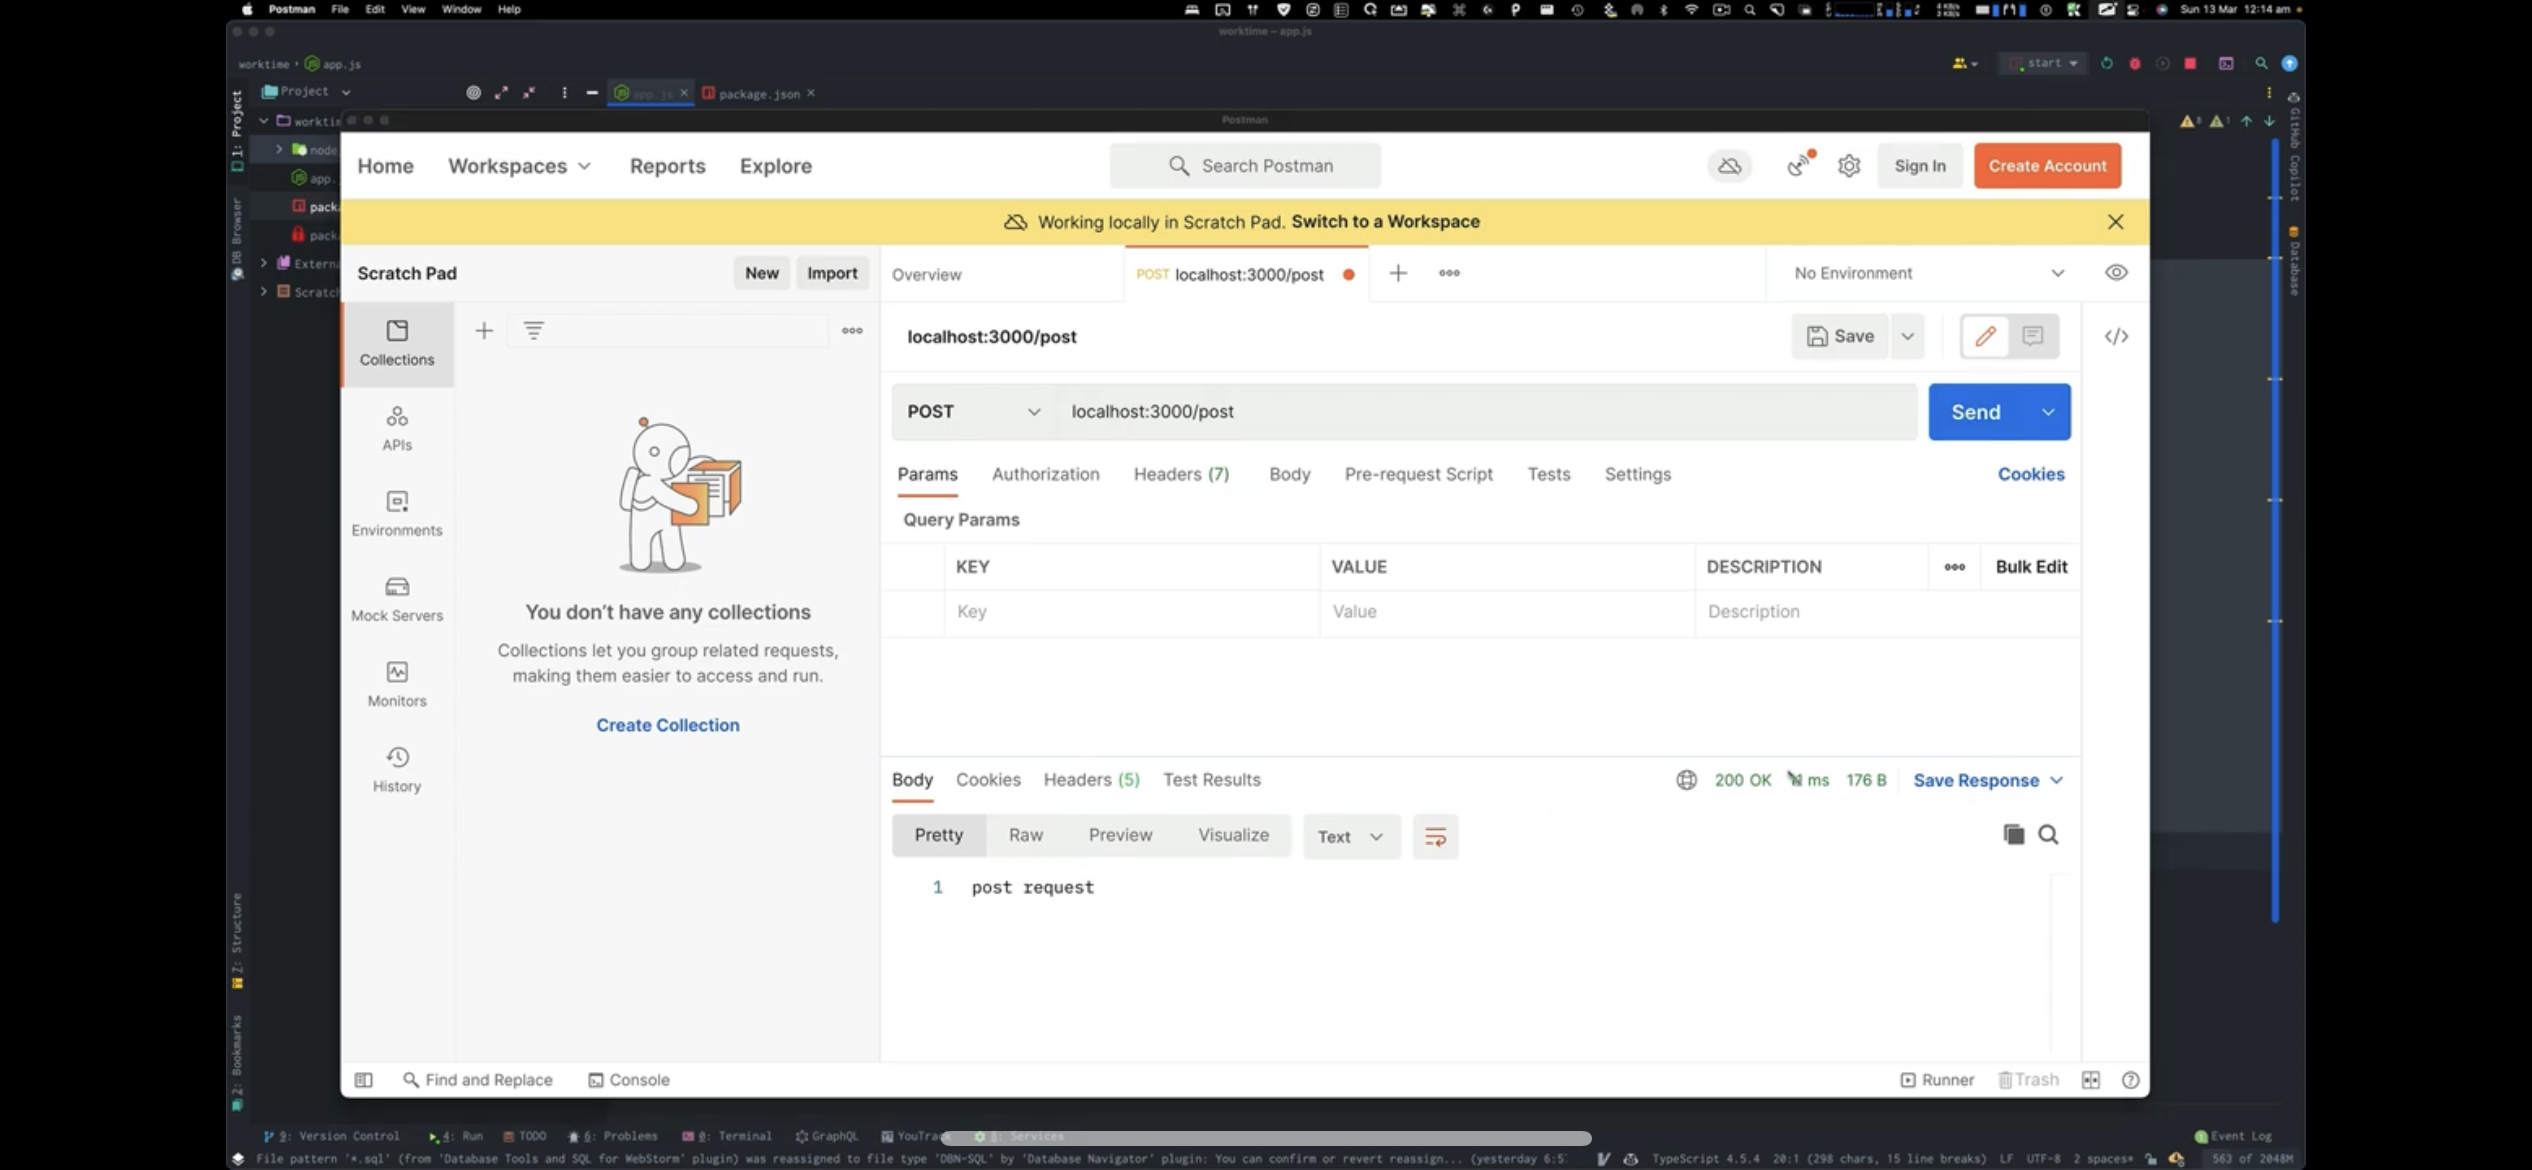 Postman File Edit View Window Help
Sun 13 Mar 12:14 am
worktime – app.js
worktime › app.js
start
Project
app.js
package.json
1: Project
DB Browser
Z: Structure
2: Bookmarks
GitHub Copilot
Database
worktim
node
app.
pack
pack
Externa
Scratch
Postman
Home Workspaces Reports Explore
Search Postman
Sign In
Create Account
Working locally in Scratch Pad. Switch to a Workspace
Scratch Pad
New
Import
Overview
POST localhost:3000/post
No Environment
localhost:3000/post
Save
POST
localhost:3000/post
Send
Params Authorization Headers (7) Body Pre-request Script Tests Settings Cookies
Query Params
KEY VALUE DESCRIPTION Bulk Edit
Key Value Description
Collections
APIs
Environments
Mock Servers
Monitors
History
You don't have any collections
Collections let you group related requests,
making them easier to access and run.
Create Collection
Body Cookies Headers (5) Test Results
200 OK
ms 176 B Save Response
Pretty Raw Preview Visualize Text
1 post request
Find and Replace
Console
Runner
Trash
9: Version Control
4: Run
TODO
6: Problems
0: Terminal
GraphQL
YouTrack
8: Services
Event Log
File pattern '*.sql' (from 'Database Tools and SQL for WebStorm' plugin) was reassigned to file type 'DBN-SQL' by 'Database Navigator' plugin: You can confirm or revert reassign... (yesterday 6:5
TypeScript 4.5.4 20:1 (298 chars, 15 line breaks) LF UTF-8 2 spaces* 563 of 2048M